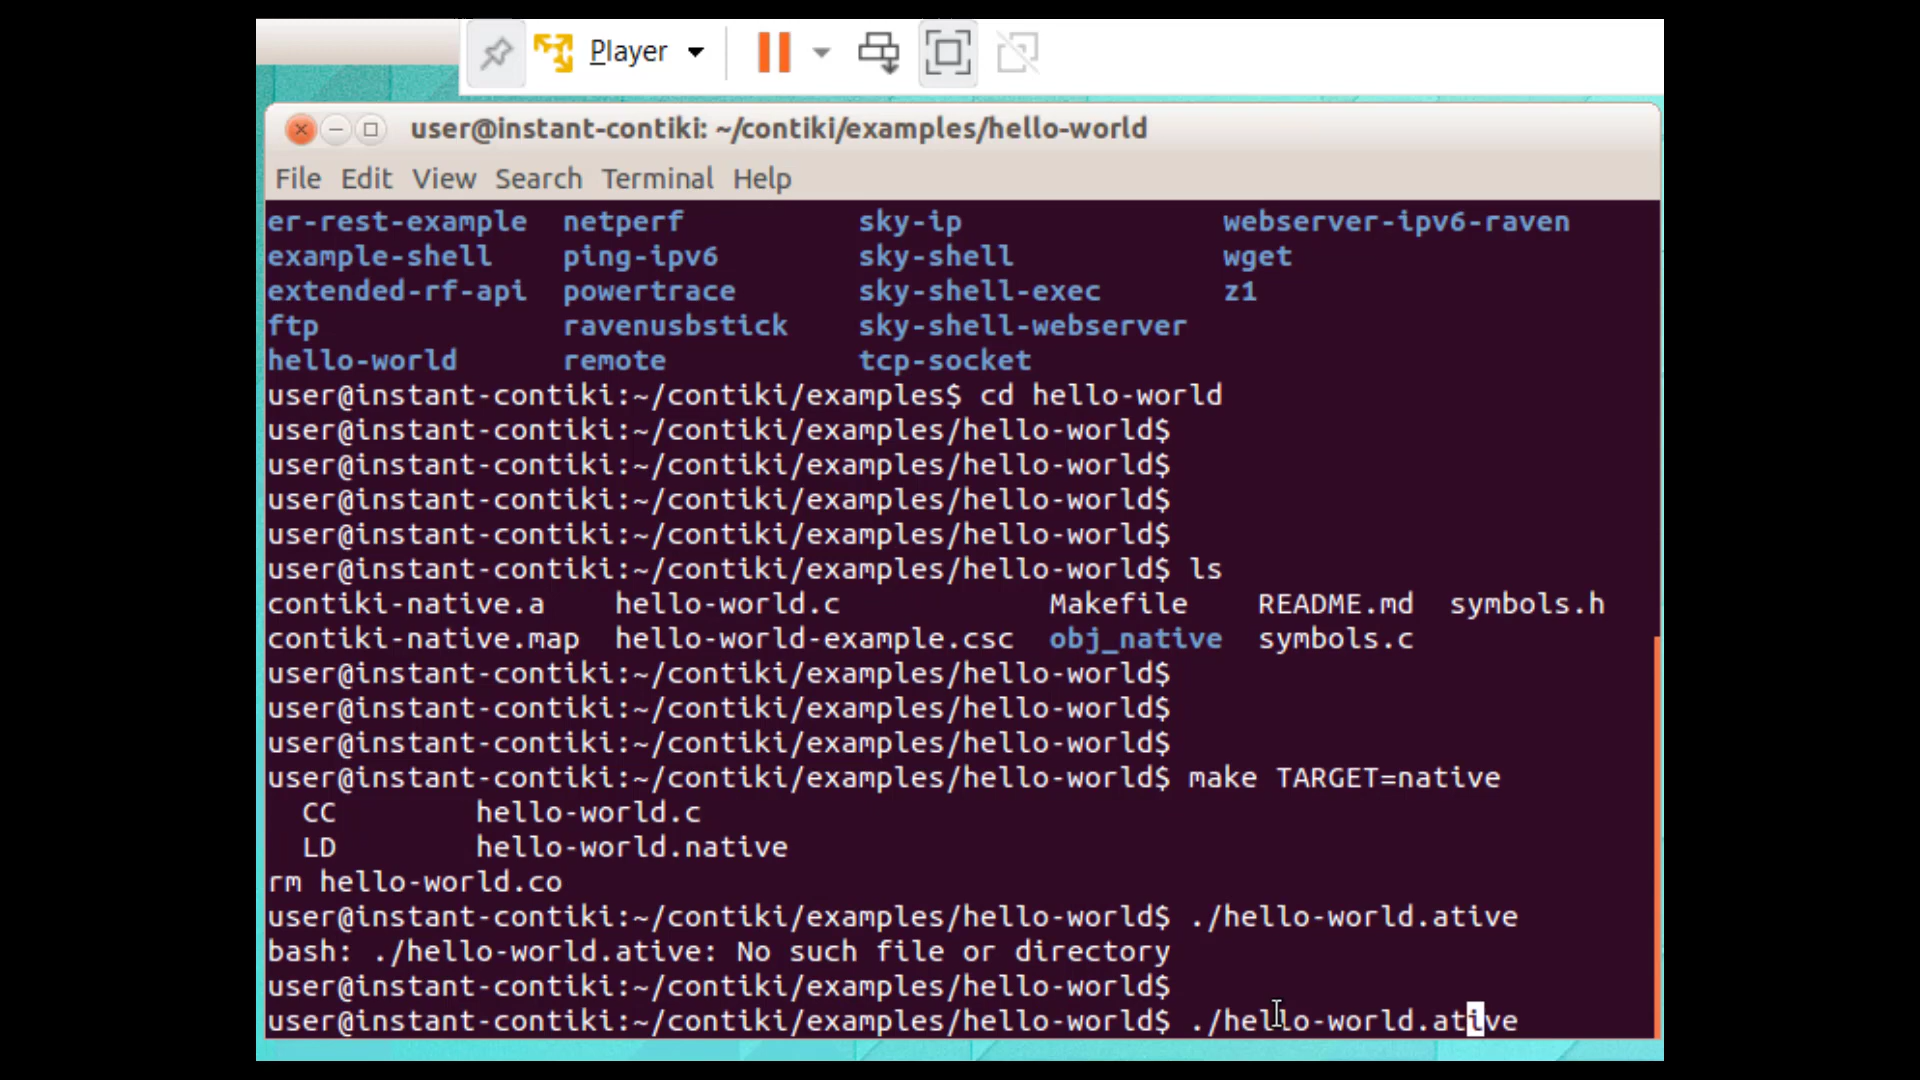 Player
user@instant-contiki: ~/contiki/examples/hello-world
File Edit View Search Terminal Help
er-rest-example netperf sky-ip webserver-ipv6-raven
example-shell ping-ipv6 sky-shell wget
extended-rf-api powertrace sky-shell-exec z1
ftp ravenusbstick sky-shell-webserver
hello-world remote tcp-socket
user@instant-contiki:~/contiki/examples$ cd hello-world
user@instant-contiki:~/contiki/examples/hello-world$
user@instant-contiki:~/contiki/examples/hello-world$
user@instant-contiki:~/contiki/examples/hello-world$
user@instant-contiki:~/contiki/examples/hello-world$
user@instant-contiki:~/contiki/examples/hello-world$ ls
contiki-native.a hello-world.c Makefile README.md symbols.h
contiki-native.map hello-world-example.csc obj_native symbols.c
user@instant-contiki:~/contiki/examples/hello-world$
user@instant-contiki:~/contiki/examples/hello-world$
user@instant-contiki:~/contiki/examples/hello-world$
user@instant-contiki:~/contiki/examples/hello-world$ make TARGET=native
CC hello-world.c
LD hello-world.native
rm hello-world.co
user@instant-contiki:~/contiki/examples/hello-world$ ./hello-world.ative
bash: ./hello-world.ative: No such file or directory
user@instant-contiki:~/contiki/examples/hello-world$
user@instant-contiki:~/contiki/examples/hello-world$ ./hello-world.ative